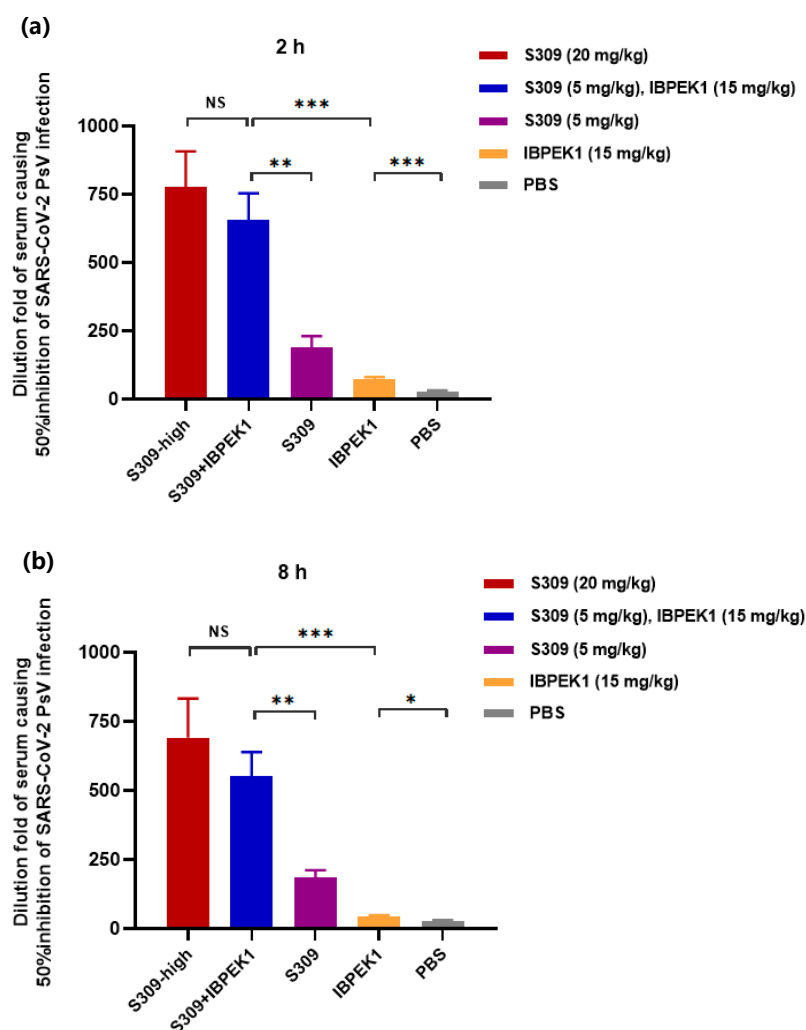 (a)
2 h
S309 (20 mg/kg)
S309 (5 mg/kg), IBPEK1 (15 mg/kg)
S309 (5 mg/kg)
IBPEK1 (15 mg/kg)
PBS
NS
***
**
***
Dilution fold of serum causing
50%inhibition of SARS-CoV-2 PsV infection
1000
750
500
250
0
S309-high
S309+IBPEK1
S309
IBPEK1
PBS
(b)
8 h
S309 (20 mg/kg)
S309 (5 mg/kg), IBPEK1 (15 mg/kg)
S309 (5 mg/kg)
IBPEK1 (15 mg/kg)
PBS
NS
***
**
*
Dilution fold of serum causing
50%inhibition of SARS-CoV-2 PsV infection
1000
750
500
250
0
S309-high
S309+IBPEK1
S309
IBPEK1
PBS